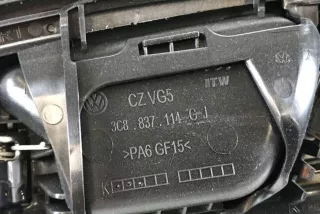 CZ VG5
ITW
3C8 . 837 . 114 G-J
>PA6 GF15<
K